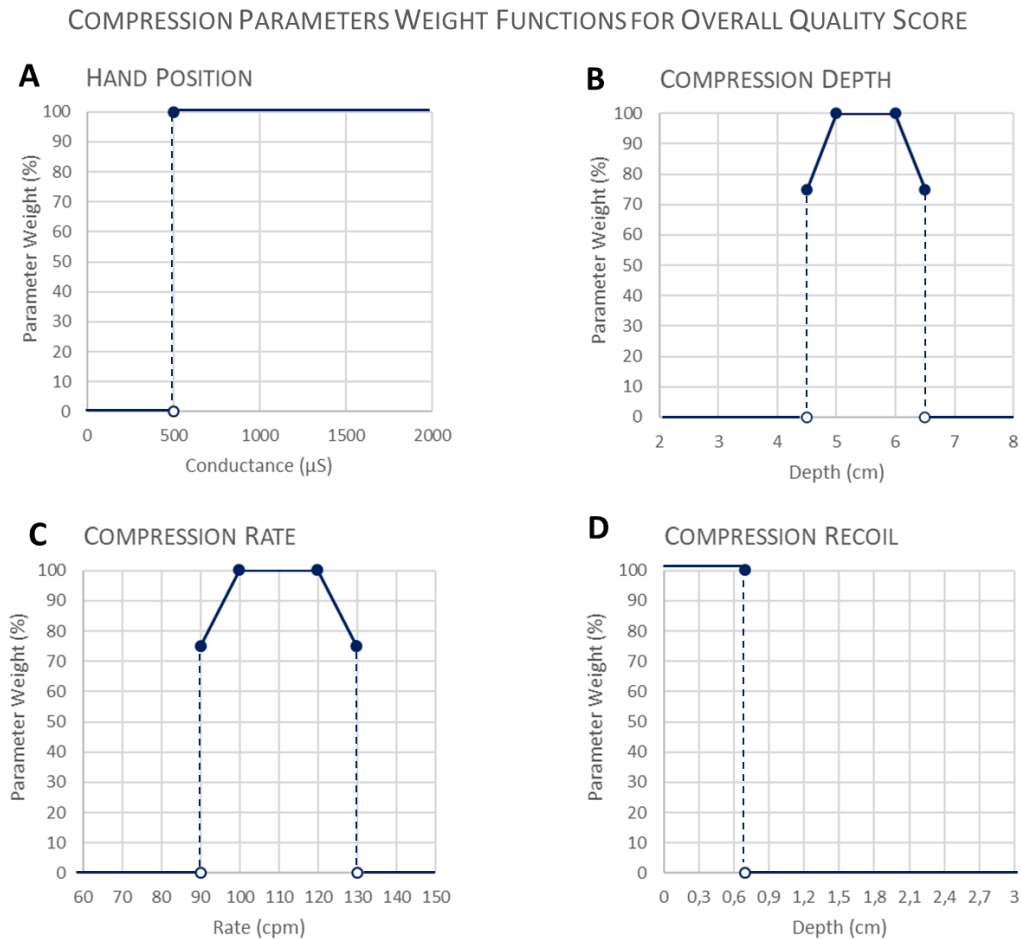 COMPRESSION PARAMETERS WEIGHT FUNCTIONS FOR OVERALL QUALITY SCORE
A HAND POSITION
100
90
80
70
60
50
40
30
20
10
0
Parameter Weight (%)
0 500 1000 1500 2000
Conductance (µS)
B COMPRESSION DEPTH
100
90
80
70
60
50
40
30
20
10
0
Parameter Weight (%)
2 3 4 5 6 7 8
Depth (cm)
C COMPRESSION RATE
100
90
80
70
60
50
40
30
20
10
0
Parameter Weight (%)
60 70 80 90 100 110 120 130 140 150
Rate (cpm)
D COMPRESSION RECOIL
100
90
80
70
60
50
40
30
20
10
0
Parameter Weight (%)
0 0,3 0,6 0,9 1,2 1,5 1,8 2,1 2,4 2,7 3
Depth (cm)